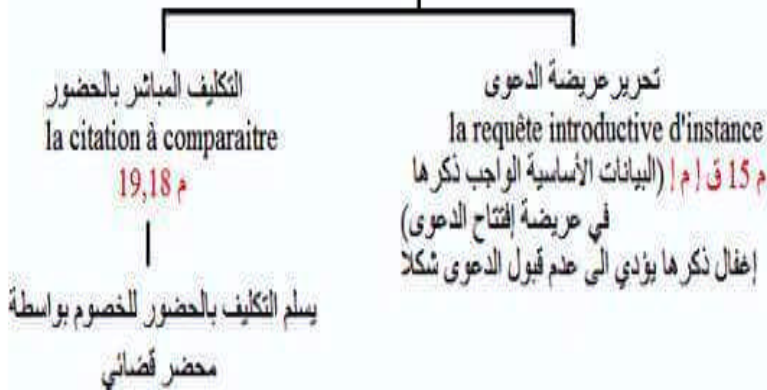 تحرير عريضة الدعوى
la requête introductive d'instance
م 15 ق إ م إ (البيانات الأساسية الواجب ذكرها
في عريضة إفتتاح الدعوى)
إغفال ذكرها يؤدي الى عدم قبول الدعوى شكلا
التكليف المباشر بالحضور
la citation à comparaitre
م 19,18
يسلم التكليف بالحضور للخصوم بواسطة
محضر قضائي